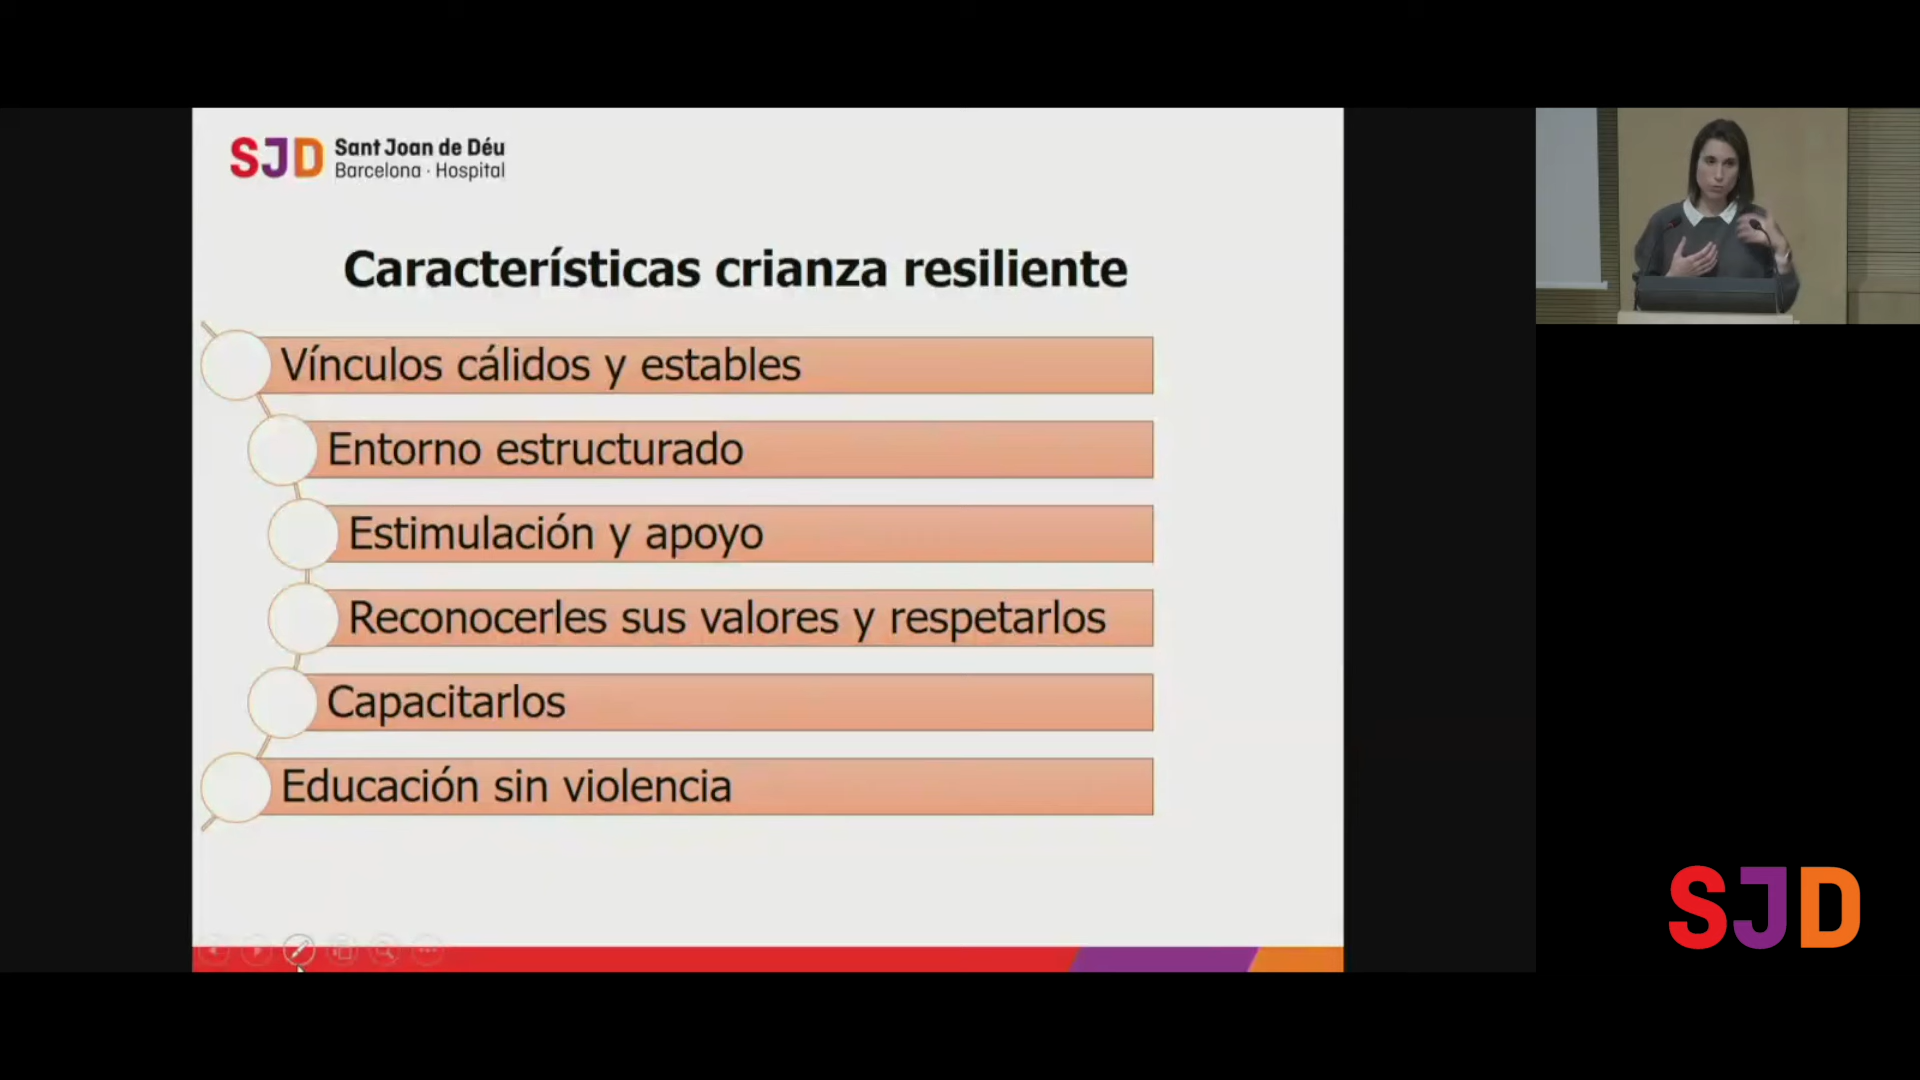 SJD Sant Joan de Déu
Barcelona · Hospital
Características crianza resiliente
Vínculos cálidos y estables
Entorno estructurado
Estimulación y apoyo
Reconocerles sus valores y respetarlos
Capacitarlos
Educación sin violencia
SJD